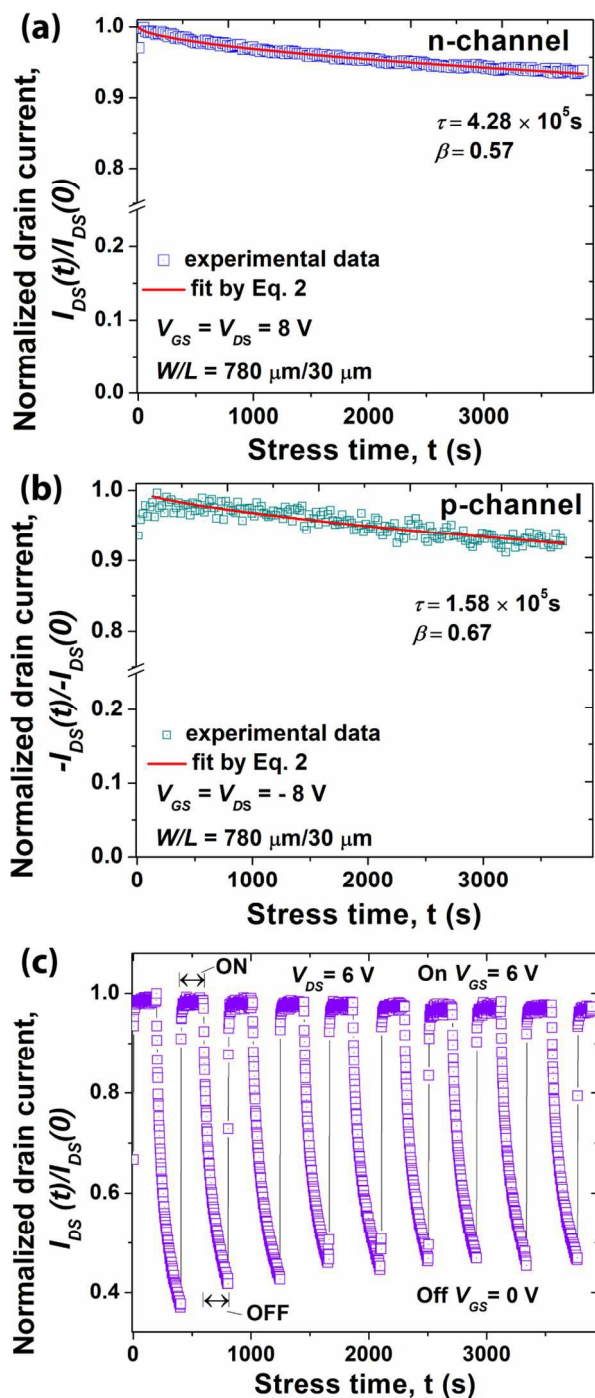 (a)
n-channel
Normalized drain current,
I_DS(t)/I_DS(0)
1.0
0.9
0.8
0.2
0.1
0.0
τ = 4.28 × 10⁵s
β = 0.57
experimental data
fit by Eq. 2
V_GS = V_DS = 8 V
W/L = 780 μm/30 μm
0 1000 2000 3000
Stress time, t (s)
(b)
p-channel
Normalized drain current,
-I_DS(t)/-I_DS(0)
1.0
0.9
0.8
0.2
0.1
0.0
τ = 1.58 × 10⁵s
β = 0.67
experimental data
fit by Eq. 2
V_GS = V_DS = - 8 V
W/L = 780 μm/30 μm
0 1000 2000 3000
Stress time, t (s)
(c)
Normalized drain current,
I_DS (t)/I_DS(0)
ON V_DS = 6 V On V_GS = 6 V
1.0
0.8
0.6
0.4
OFF Off V_GS = 0 V
0 1000 2000 3000
Stress time, t (s)